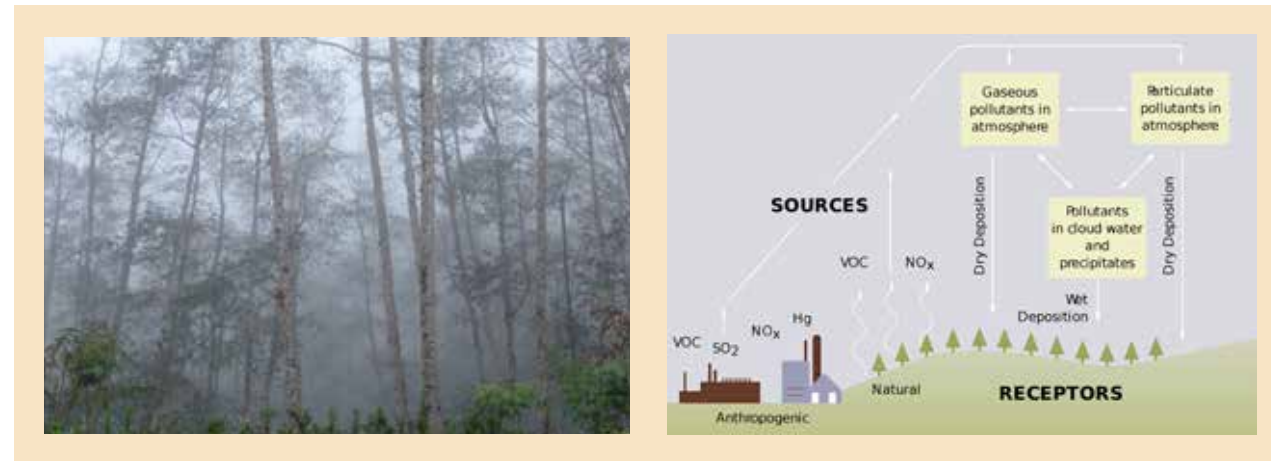 Gaseous
pollutants in
atmosphere
Particulate
pollutants in
atmosphere
SOURCES
Dry Deposition
Dry Deposition
Pollutants
in cloud water
and
precipitates
VOC
NOx
Wet
Deposition
Hg
NOx
VOC
SO2
Natural
RECEPTORS
Anthropogenic